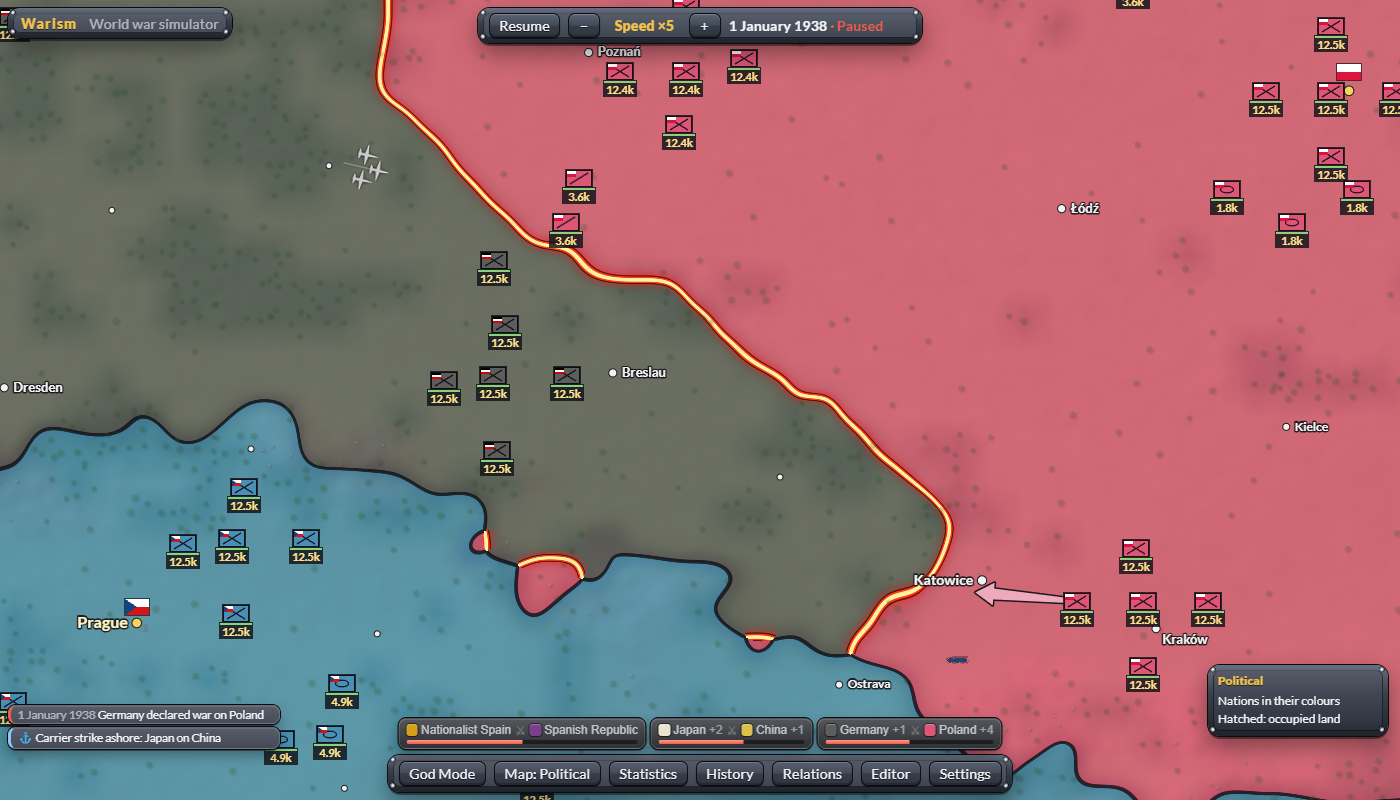 Warism World war simulator
Resume − Speed ×5 + 1 January 1938 · Paused
3.6k
12.5k
Poznań
12.4k
12.4k
12.4k
12.5k
12.5k
12.4k
12.5k
3.6k
1.8k
1.8k
Łódź
3.6k
1.8k
12.5k
12.5k
Dresden
12.5k
12.5k
12.5k
Breslau
Kielce
12.5k
12.5k
12.5k
12.5k
12.5k
12.5k
Katowice
Prague
12.5k
12.5k
12.5k
12.5k
Kraków
12.5k
Ostrava
4.9k
Political
Nations in their colours
Hatched: occupied land
1 January 1938 Germany declared war on Poland
Carrier strike ashore: Japan on China
4.9k
4.9k
Nationalist Spain Spanish Republic
Japan +2 China +1
Germany +1 Poland +4
God Mode
Map: Political
Statistics
History
Relations
Editor
Settings